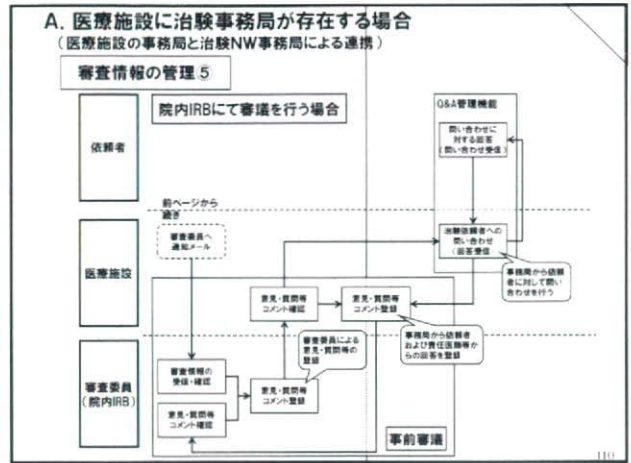 A. 医療施設に治験事務局が存在する場合
（医療施設の事務局と治験NW事務局による連携）
審査情報の管理⑤
依頼者
院内IRBにて審議を行う場合
Q&A管理機能
問い合わせに
対する回答
（問い合わせ受信）
前ページから
続き
審査委員へ
通知メール
医療施設
治験依頼者への
問い合わせ
（回答受信
事務局から依頼
者に対して問い
合わせを行う
意見・質問等
コメント確認
意見・質問等
コメント登録
審査委員による
意見・質問等の
登録
事務局から依頼者
および責任医師等か
らの回答を登録
審査委員
（院内IRB）
審査情報の
受信・確認
意見・質問等
コメント確認
意見・質問等
コメント登録
事前審議
110